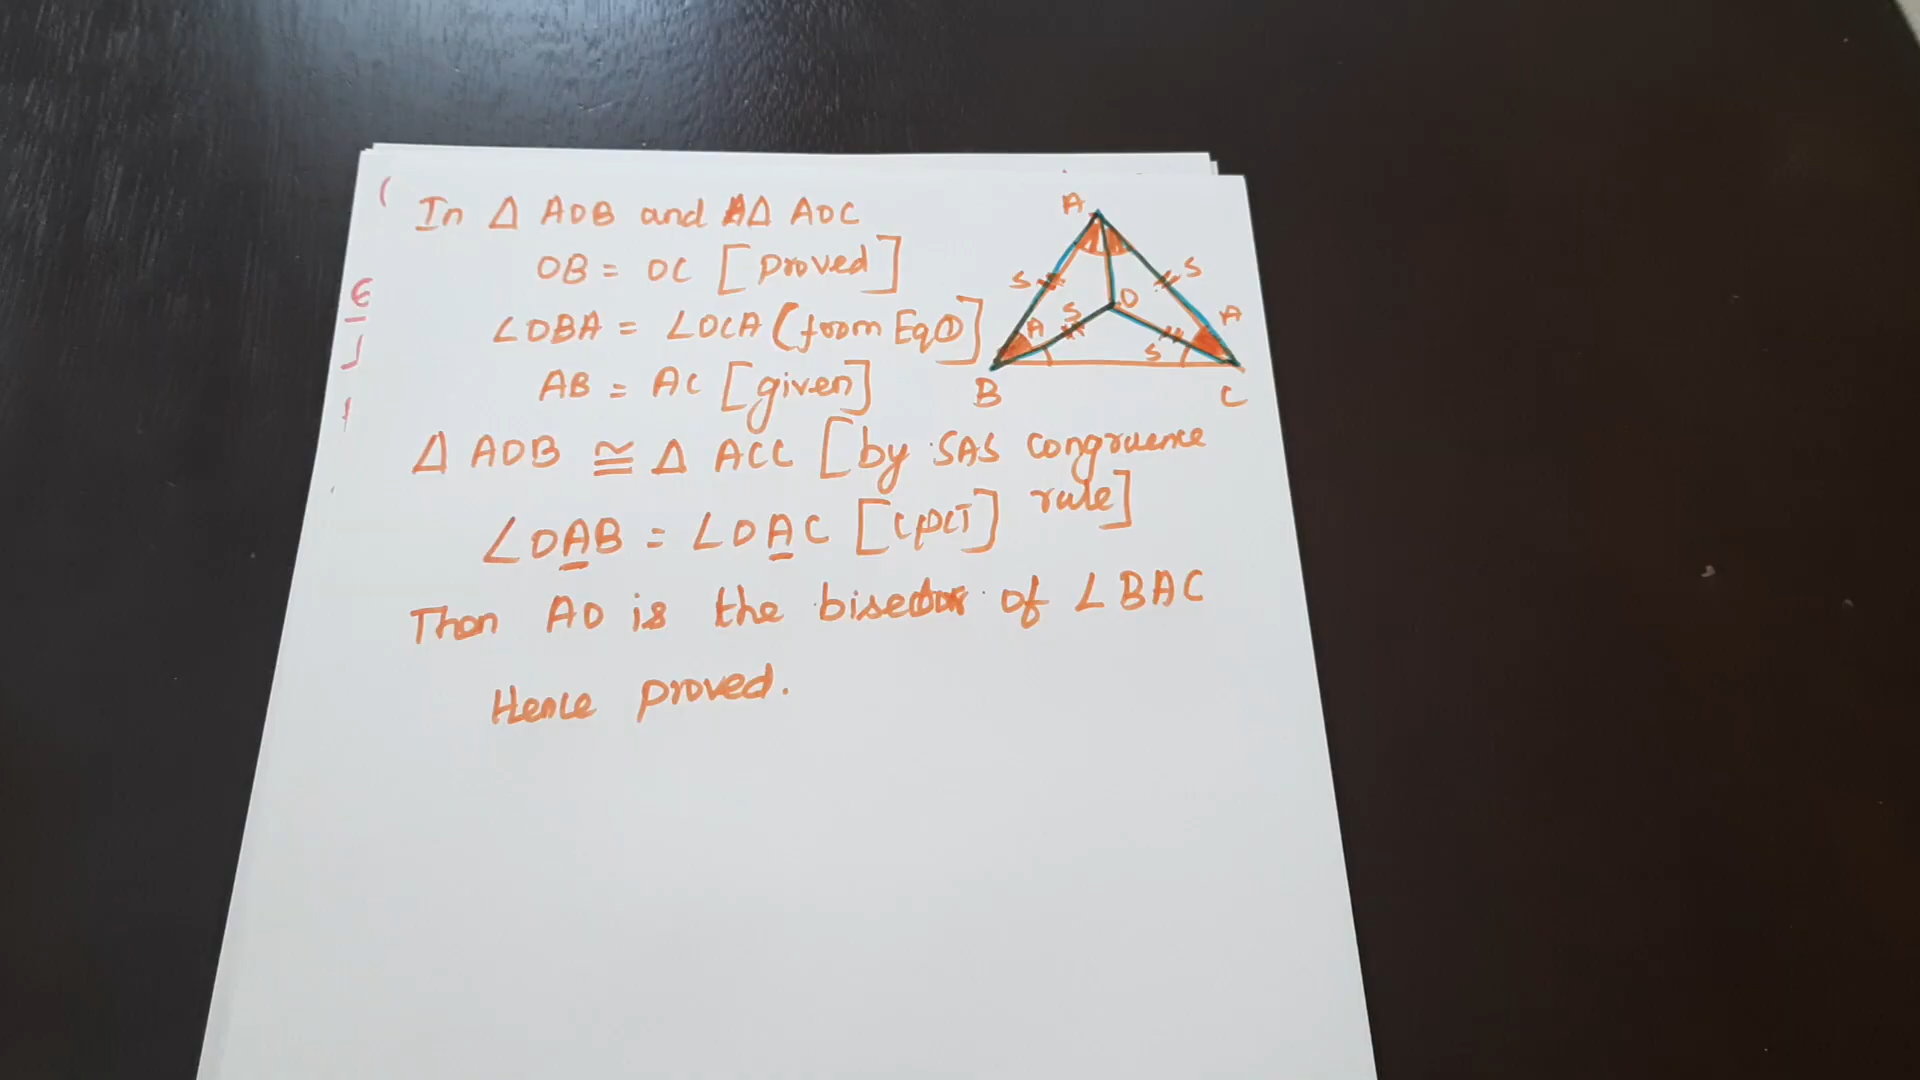 In Δ AOB and Δ AOC
OB = OC [proved]
∠OBA = ∠OCA (from Eq①]
AB = AC [given]
Δ AOB ≅ Δ ACC [by SAS congruence
rule]
∠OAB = ∠OAC [CPCT]
Then AO is the bisector of ∠BAC
Hence proved.
A
S
S
O
A
S
A
S
B
C